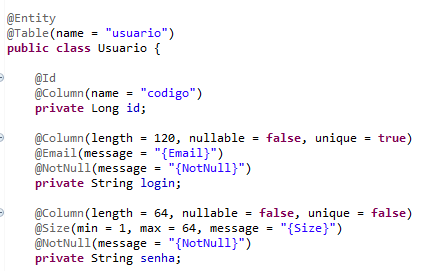 @Entity
@Table(name = "usuario")
public class Usuario {
@Id
@Column(name = "codigo")
private Long id;
@Column(length = 120, nullable = false, unique = true)
@Email(message = "{Email}")
@NotNull(message = "{NotNull}")
private String login;
@Column(length = 64, nullable = false, unique = false)
@Size(min = 1, max = 64, message = "{Size}")
@NotNull(message = "{NotNull}")
private String senha;